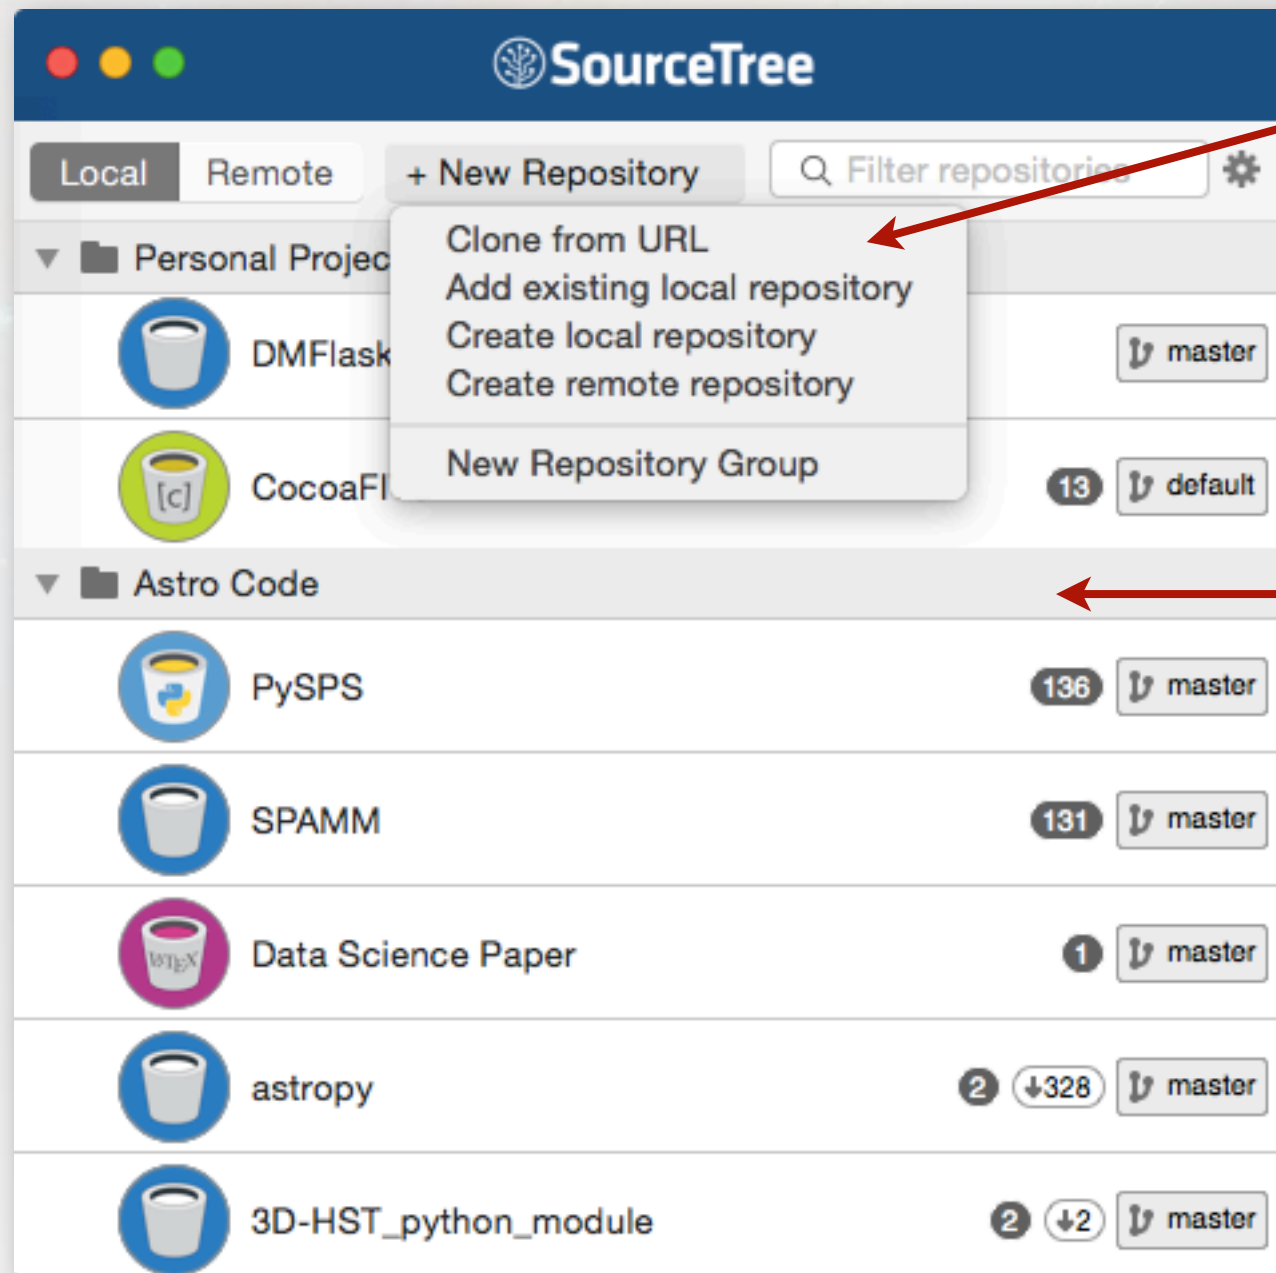 SourceTree
Local Remote + New Repository Filter repositories
Clone from URL
Add existing local repository
Create local repository
Create remote repository
New Repository Group
Personal Projec
DMFlask master
CocoaFl 13 default
Astro Code
PySPS 136 master
SPAMM 131 master
LATEX
Data Science Paper 1 master
astropy 2 328 master
3D-HST_python_module 2 2 master
[c]